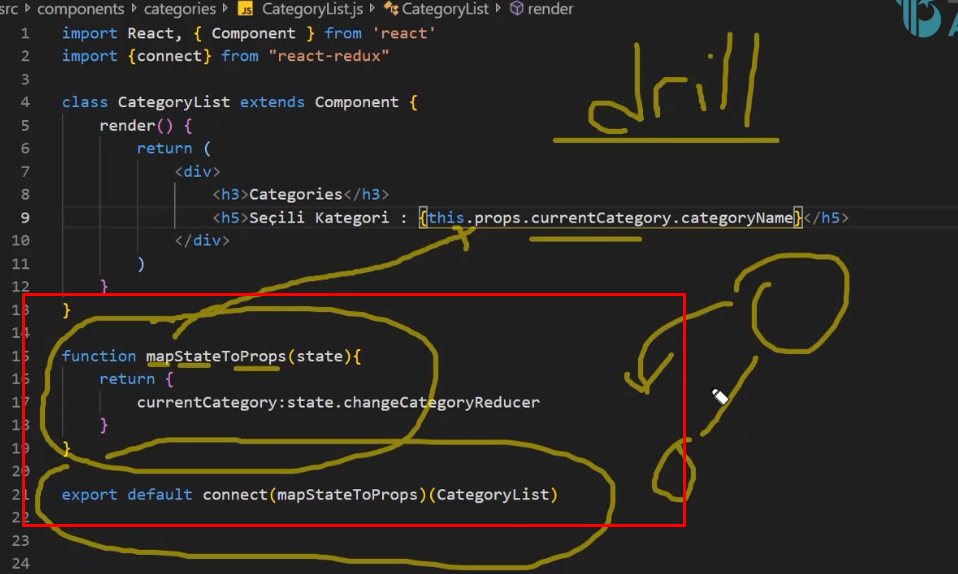 src > components > categories > JS CategoryList.js > CategoryList > render
1 import React, { Component } from 'react'
2 import {connect} from "react-redux"
3
4 class CategoryList extends Component {
5 render() {
6 return (
7 <div>
8 <h3>Categories</h3>
9 <h5>Seçili Kategori : {this.props.currentCategory.categoryName}</h5>
10 </div>
11 )
12 }
13 }
14
15 function mapStateToProps(state){
16 return {
17 currentCategory:state.changeCategoryReducer
18 }
19 }
20
21 export default connect(mapStateToProps)(CategoryList)
22
23
24
drill